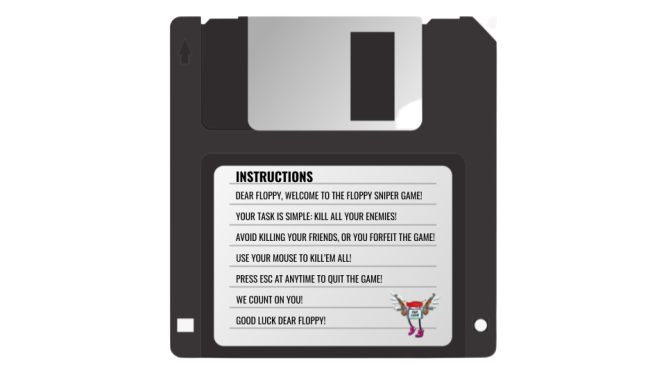 INSTRUCTIONS
DEAR FLOPPY, WELCOME TO THE FLOPPY SNIPER GAME!
YOUR TASK IS SIMPLE: KILL ALL YOUR ENEMIES!
AVOID KILLING YOUR FRIENDS, OR YOU FORFEIT THE GAME!
USE YOUR MOUSE TO KILL'EM ALL!
PRESS ESC AT ANYTIME TO QUIT THE GAME!
WE COUNT ON YOU!
GOOD LUCK DEAR FLOPPY!